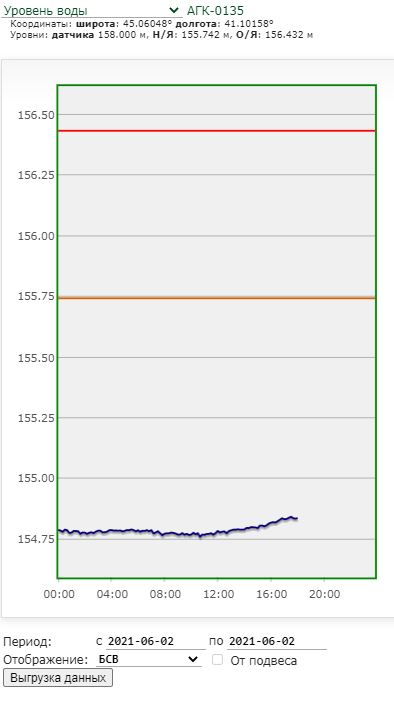 Уровень воды АГК-0135
Координаты: широта: 45.06048° долгота: 41.10158°
Уровни: датчика 158.000 м, Н/Я: 155.742 м, О/Я: 156.432 м
156.50
156.25
156.00
155.75
155.50
155.25
155.00
154.75
00:00 04:00 08:00 12:00 16:00 20:00
Период: с 2021-06-02 по 2021-06-02
Отображение: БСВ От подвеса
Выгрузка данных